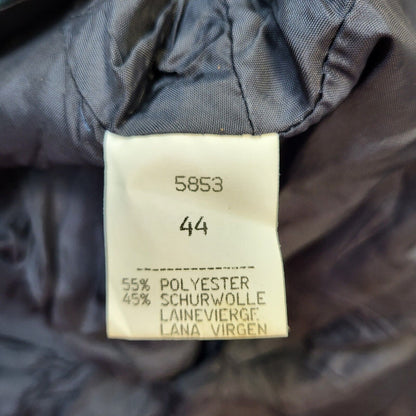 5853
44
55% POLYESTER
45% SCHURWOLLE
LAINEVIERGE
LANA VIRGEN